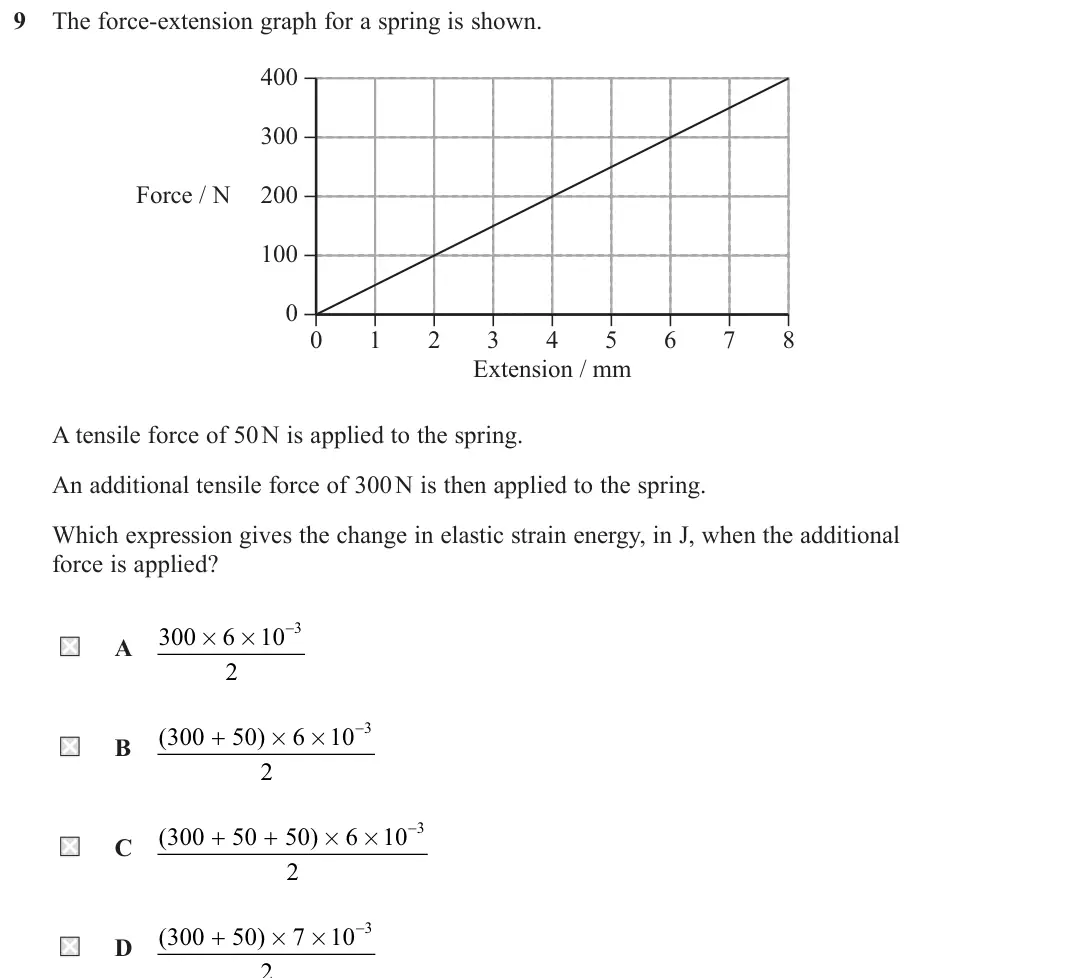 9 The force-extension graph for a spring is shown.
400
300
Force / N 200
100
0
0 1 2 3 4 5 6 7 8
Extension / mm
A tensile force of 50 N is applied to the spring.
An additional tensile force of 300 N is then applied to the spring.
Which expression gives the change in elastic strain energy, in J, when the additional
force is applied?
A 300 × 6 × 10⁻³
2
B (300 + 50) × 6 × 10⁻³
2
C (300 + 50 + 50) × 6 × 10⁻³
2
D (300 + 50) × 7 × 10⁻³
2